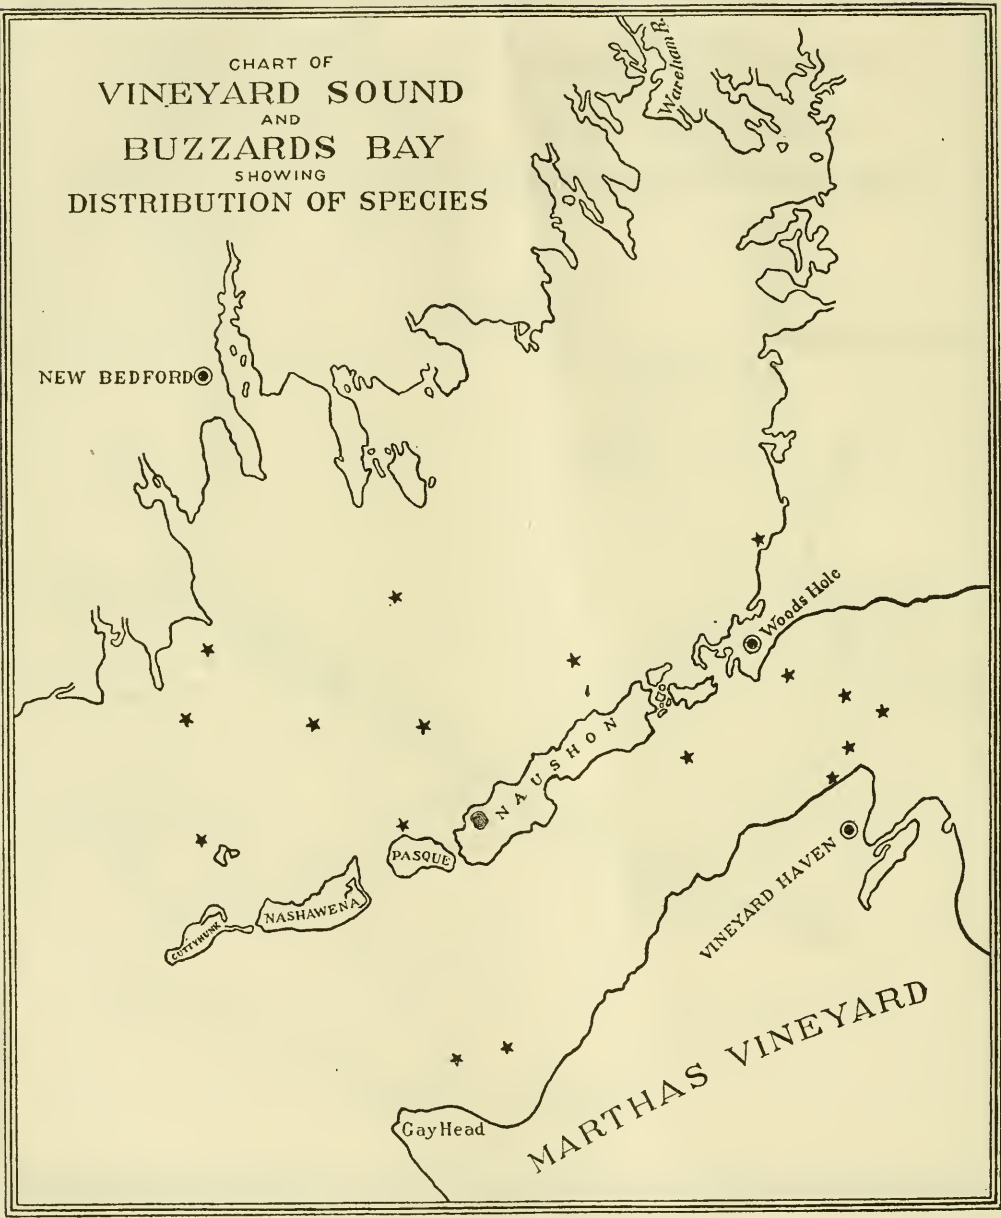 CHART OF
VINEYARD SOUND
AND
BUZZARDS BAY
SHOWING
DISTRIBUTION OF SPECIES
Wareham R.
NEW BEDFORD
Woods Hole
NAUSHON
PASQUE
NASHAWENA
CUTTYHUNK
VINEYARD HAVEN
MARTHAS VINEYARD
Gay Head